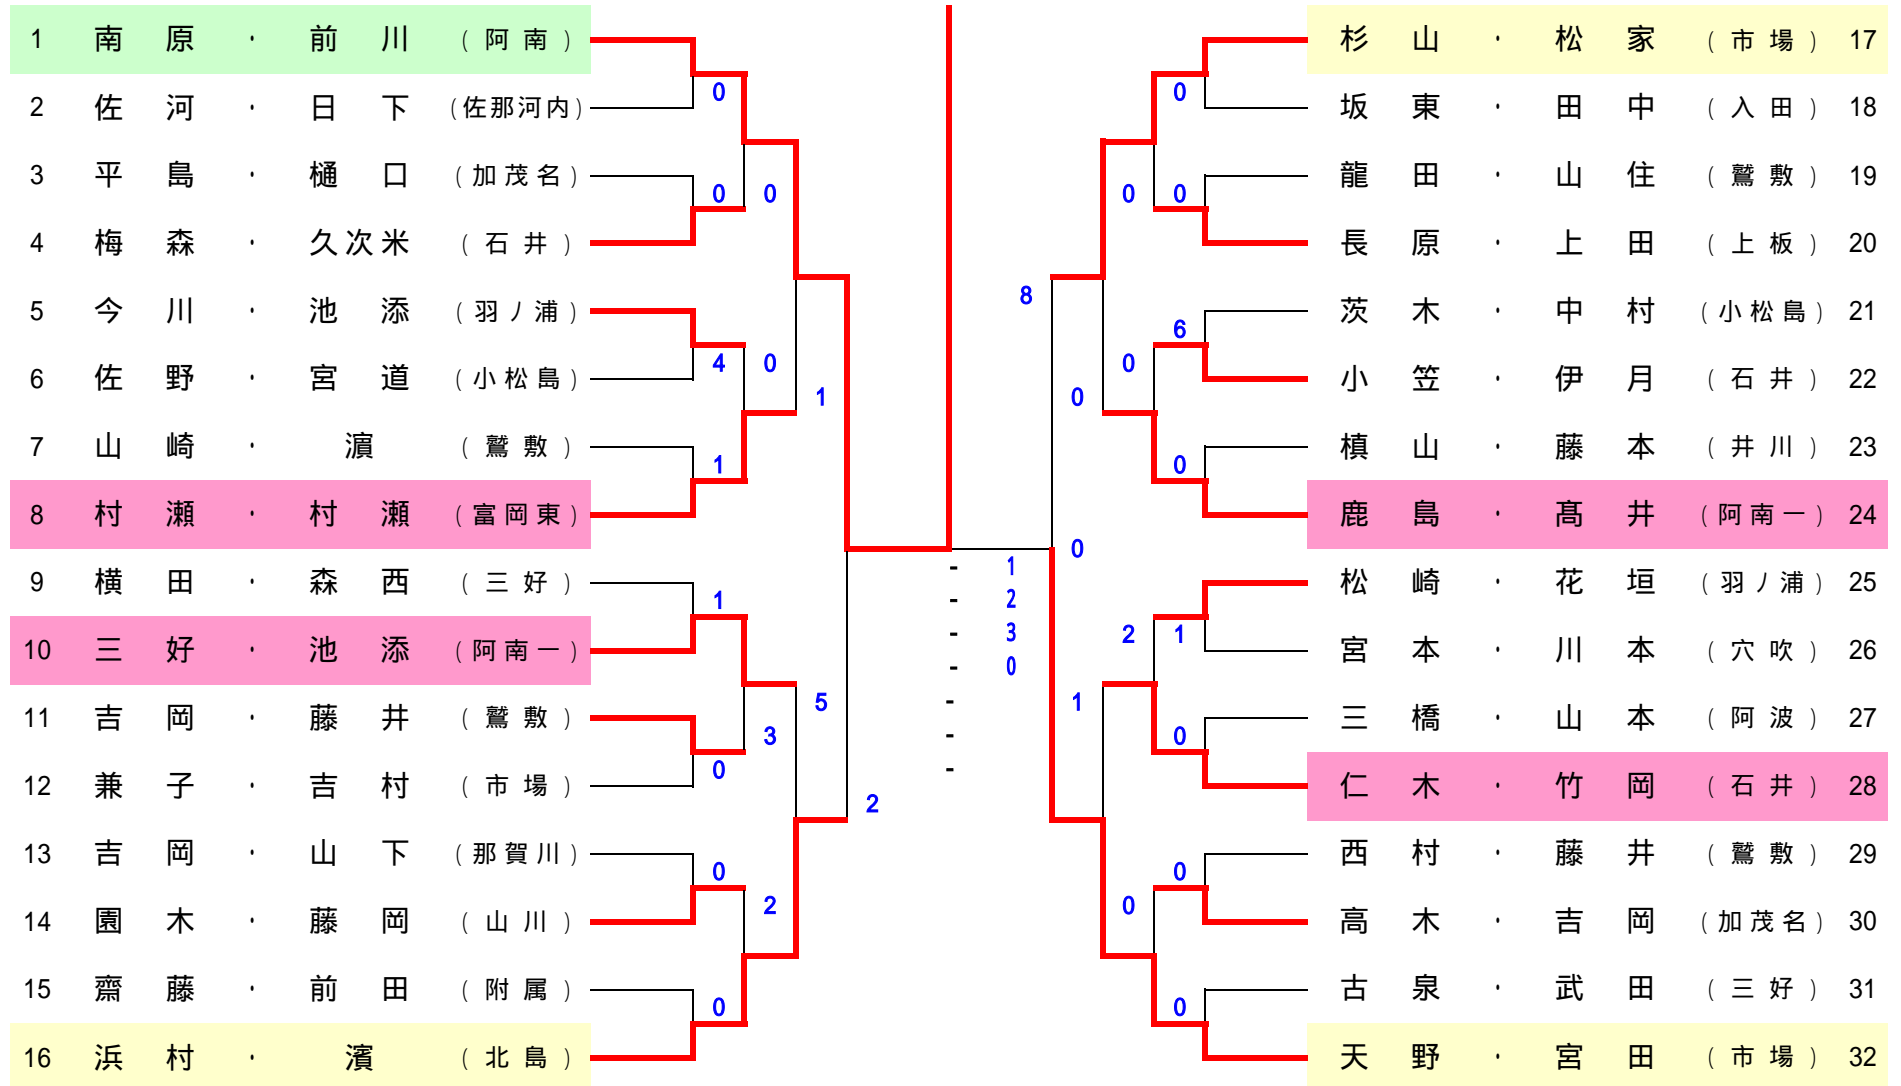 1 南原・前川 (阿南)
2 佐河・日下 (佐那河内)
3 平島・樋口 (加茂名)
4 梅森・久次米 (石井)
5 今川・池添 (羽ノ浦)
6 佐野・宮道 (小松島)
7 山崎・濵 (鷲敷)
8 村瀬・村瀬 (富岡東)
9 横田・森西 (三好)
10 三好・池添 (阿南一)
11 吉岡・藤井 (鷲敷)
12 兼子・吉村 (市場)
13 吉岡・山下 (那賀川)
14 園木・藤岡 (山川)
15 齋藤・前田 (附属)
16 浜村・濱 (北島)
0
0
4
1
1
0
0
0
0
0
3
2
1
5
2
- 1
- 2
- 3
- 0
-
-
-
8
0
0
1
0
0
2
0
0
0
6
0
1
0
0
0
杉山・松家 (市場) 17
坂東・田中 (入田) 18
龍田・山住 (鷲敷) 19
長原・上田 (上板) 20
茨木・中村 (小松島) 21
小笠・伊月 (石井) 22
槙山・藤本 (井川) 23
鹿島・髙井 (阿南一) 24
松崎・花垣 (羽ノ浦) 25
宮本・川本 (穴吹) 26
三橋・山本 (阿波) 27
仁木・竹岡 (石井) 28
西村・藤井 (鷲敷) 29
高木・吉岡 (加茂名) 30
古泉・武田 (三好) 31
天野・宮田 (市場) 32